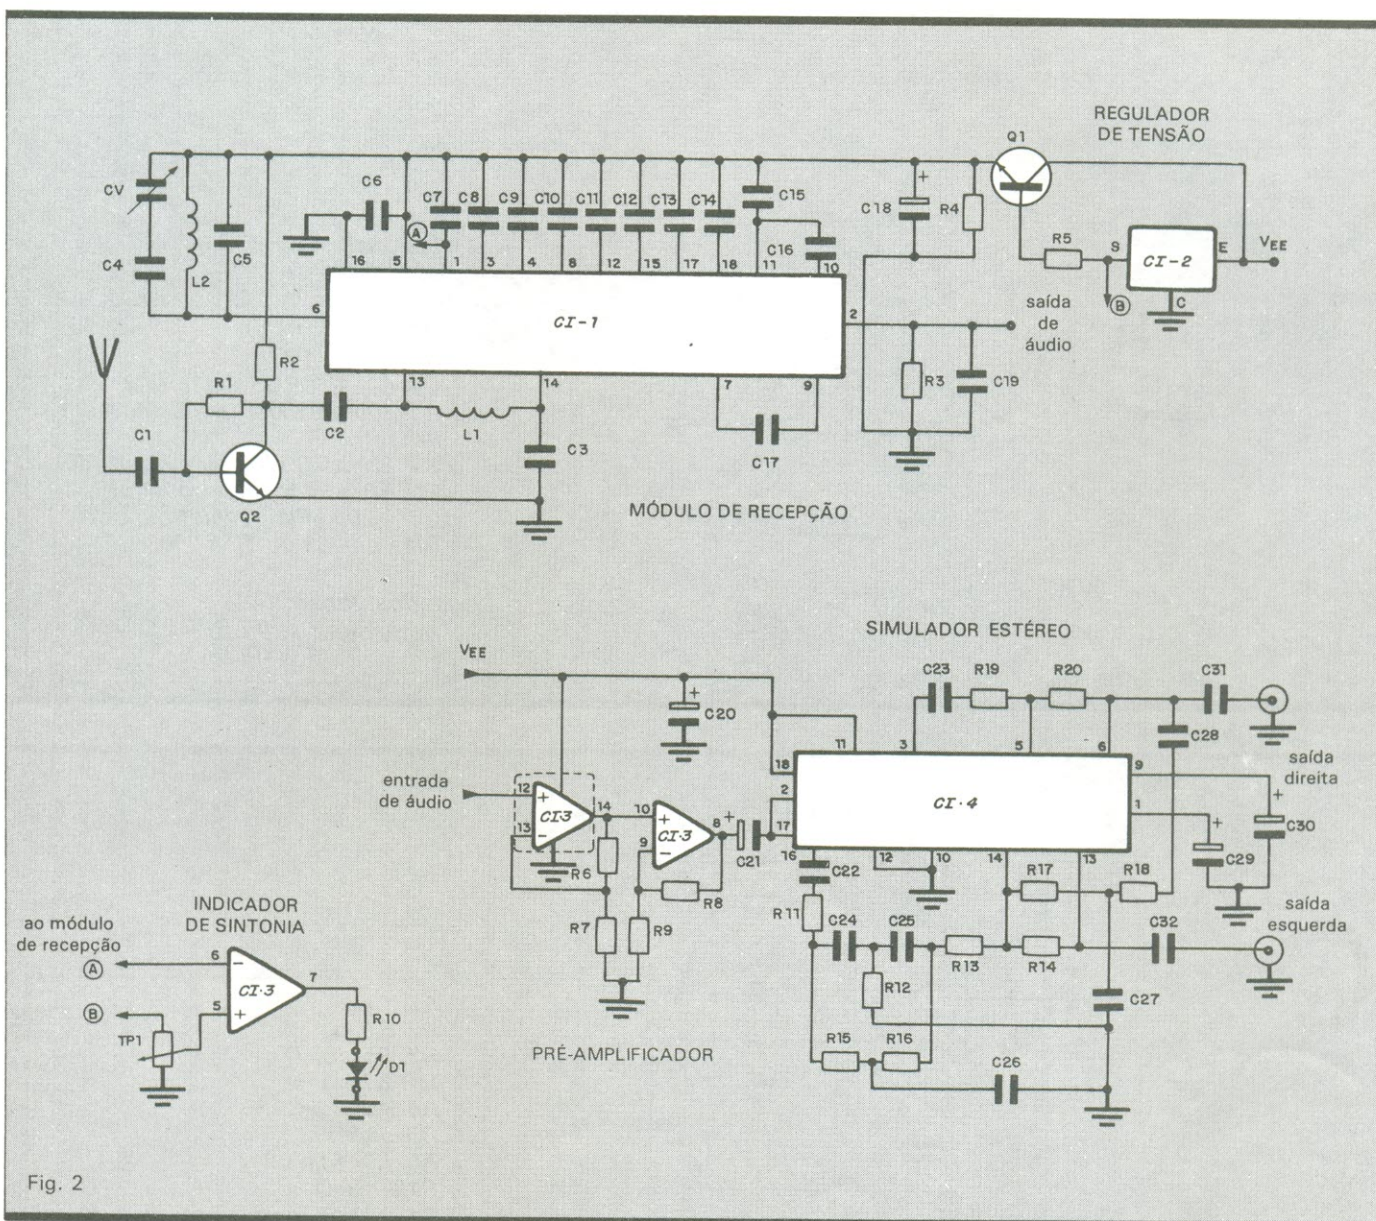 REGULADOR
DE TENSÃO
Q1
CV
C4
L2
C5
C6
A
C7
C8
C9
C10
C11
C12
C13
C14
C15
C16
C18
R4
R5
S
CI-2
E
VEE
C
B
16
5
1
3
4
8
12
15
17
18
11
10
6
CI-1
2
saída
de
áudio
R2
R1
13
14
7
9
R3
C19
C1
C2
L1
C3
C17
Q2
MÓDULO DE RECEPÇÃO
SIMULADOR ESTÉREO
VEE
C20
C23
R19
R20
C31
C28
entrada
de áudio
12
+
13
−
CI·3
14
10
+
9
−
CI·3
8
+
C21
18
2
17
11
3
5
6
9
1
CI·4
16
12
10
14
13
saída
direita
+
C30
+
C29
R6
R7
R8
R9
C22
R11
C24
C25
R12
R13
R14
R15
R16
R17
R18
C32
C27
C26
saída
esquerda
INDICADOR
DE SINTONIA
ao módulo
de recepção
A
B
6
−
5
+
CI·3
7
TP1
R10
D1
PRÉ-AMPLIFICADOR
Fig. 2